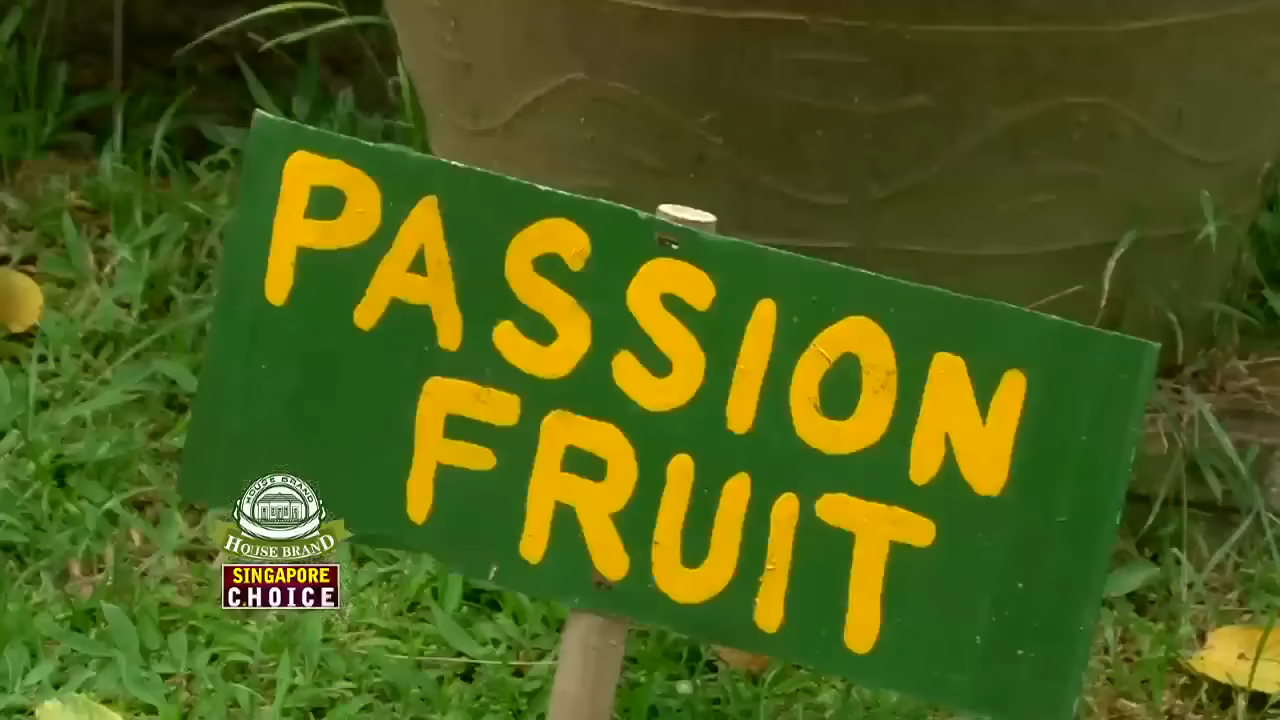 PASSION
FRUIT
HOUSE BRAND
HOUSE BRAND
SINGAPORE
CHOICE